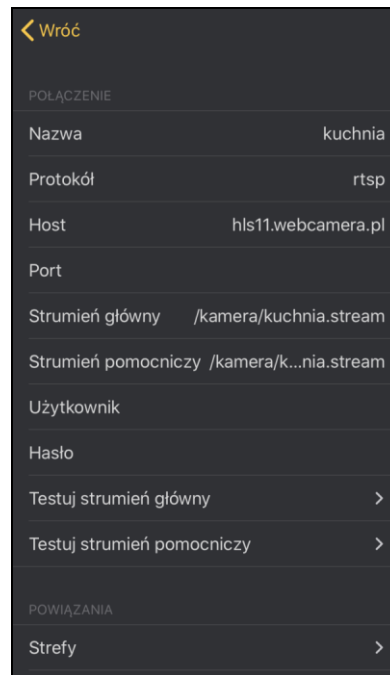 Wróć
POŁĄCZENIE
Nazwa kuchnia
Protokół rtsp
Host hls11.webcamera.pl
Port
Strumień główny /kamera/kuchnia.stream
Strumień pomocniczy /kamera/k...nia.stream
Użytkownik
Hasło
Testuj strumień główny
Testuj strumień pomocniczy
POWIĄZANIA
Strefy